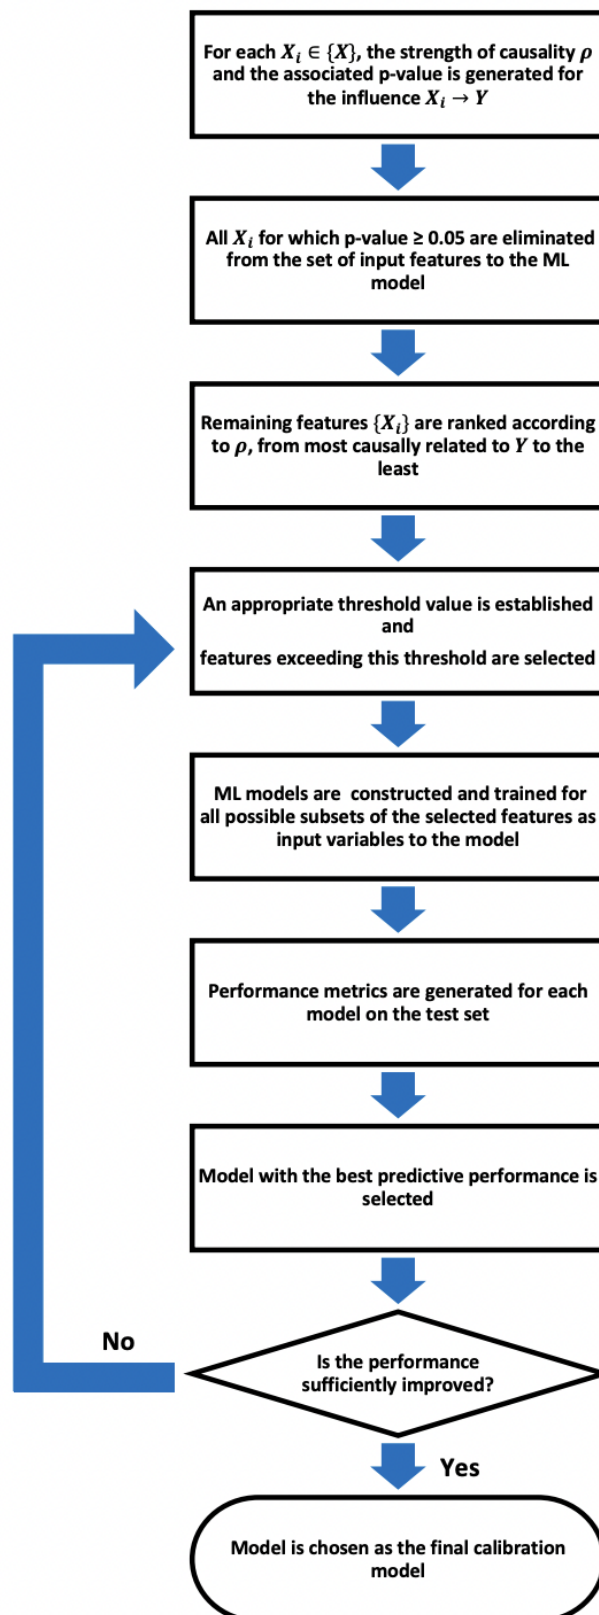 For each Xᵢ ∈ {X}, the strength of causality ρ
and the associated p-value is generated for
the influence Xᵢ → Y
All Xᵢ for which p-value ≥ 0.05 are eliminated
from the set of input features to the ML
model
Remaining features {Xᵢ} are ranked according
to ρ, from most causally related to Y to the
least
An appropriate threshold value is established
and
features exceeding this threshold are selected
ML models are constructed and trained for
all possible subsets of the selected features as
input variables to the model
Performance metrics are generated for each
model on the test set
Model with the best predictive performance is
selected
No
Is the performance
sufficiently improved?
Yes
Model is chosen as the final calibration
model